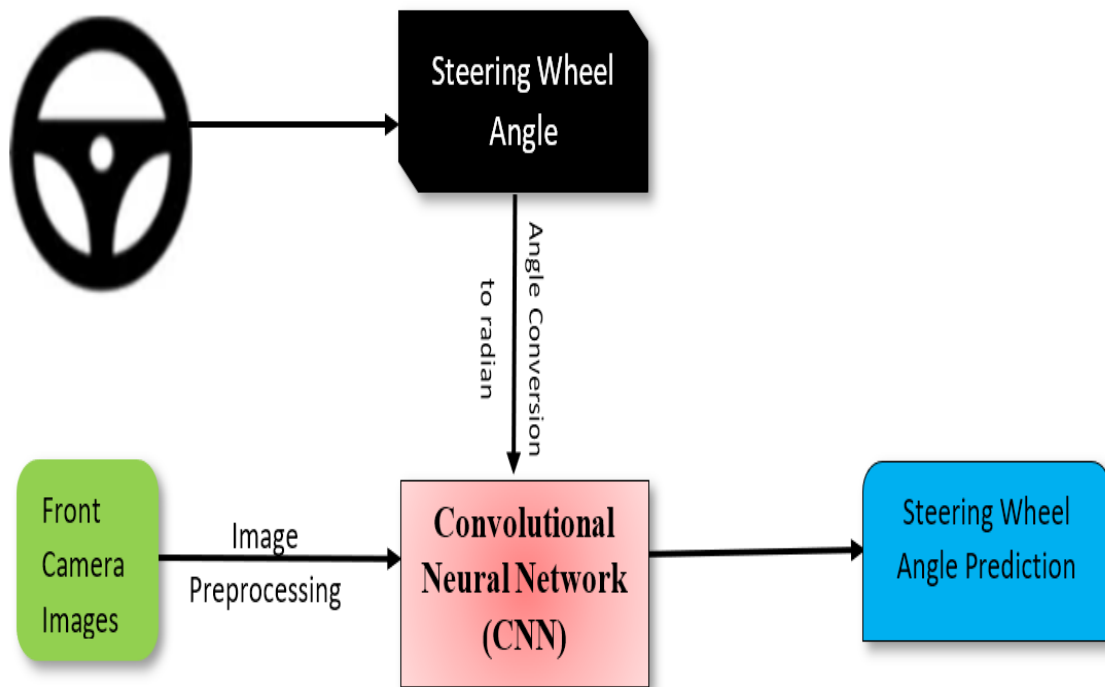 Steering Wheel
Angle
Angle Conversion
to radian
Front
Camera
Images
Image
Preprocessing
Convolutional
Neural Network
(CNN)
Steering Wheel
Angle Prediction